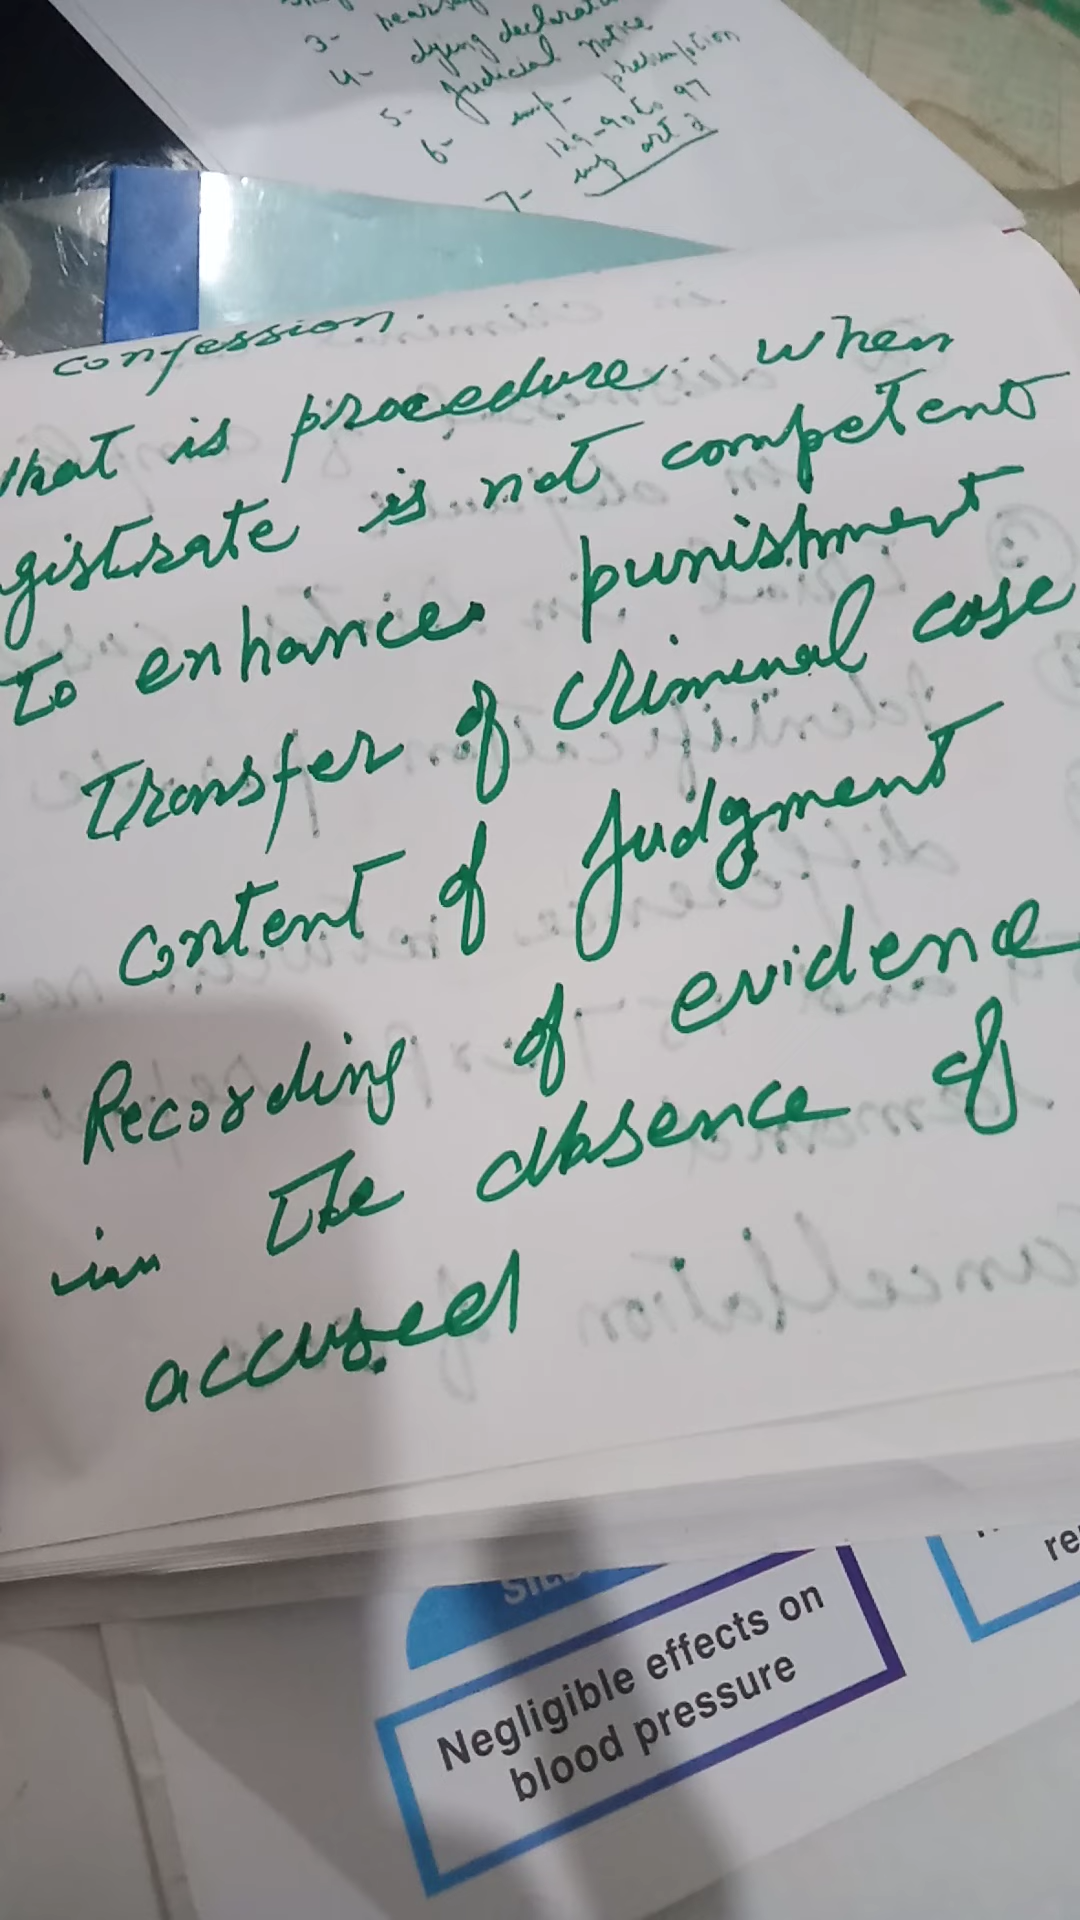 3- hearsay
4- dying declaration
5- Judicial Notice
6- imp- presumption
129-90 to 97
7- imp art 2
confession.
what is procedure when
gistrate is not competent
to enhance punishment
Transfer of criminal case
content of Judgment
Recording of evidence
in the absence of
accused
Negligible effects on
blood pressure